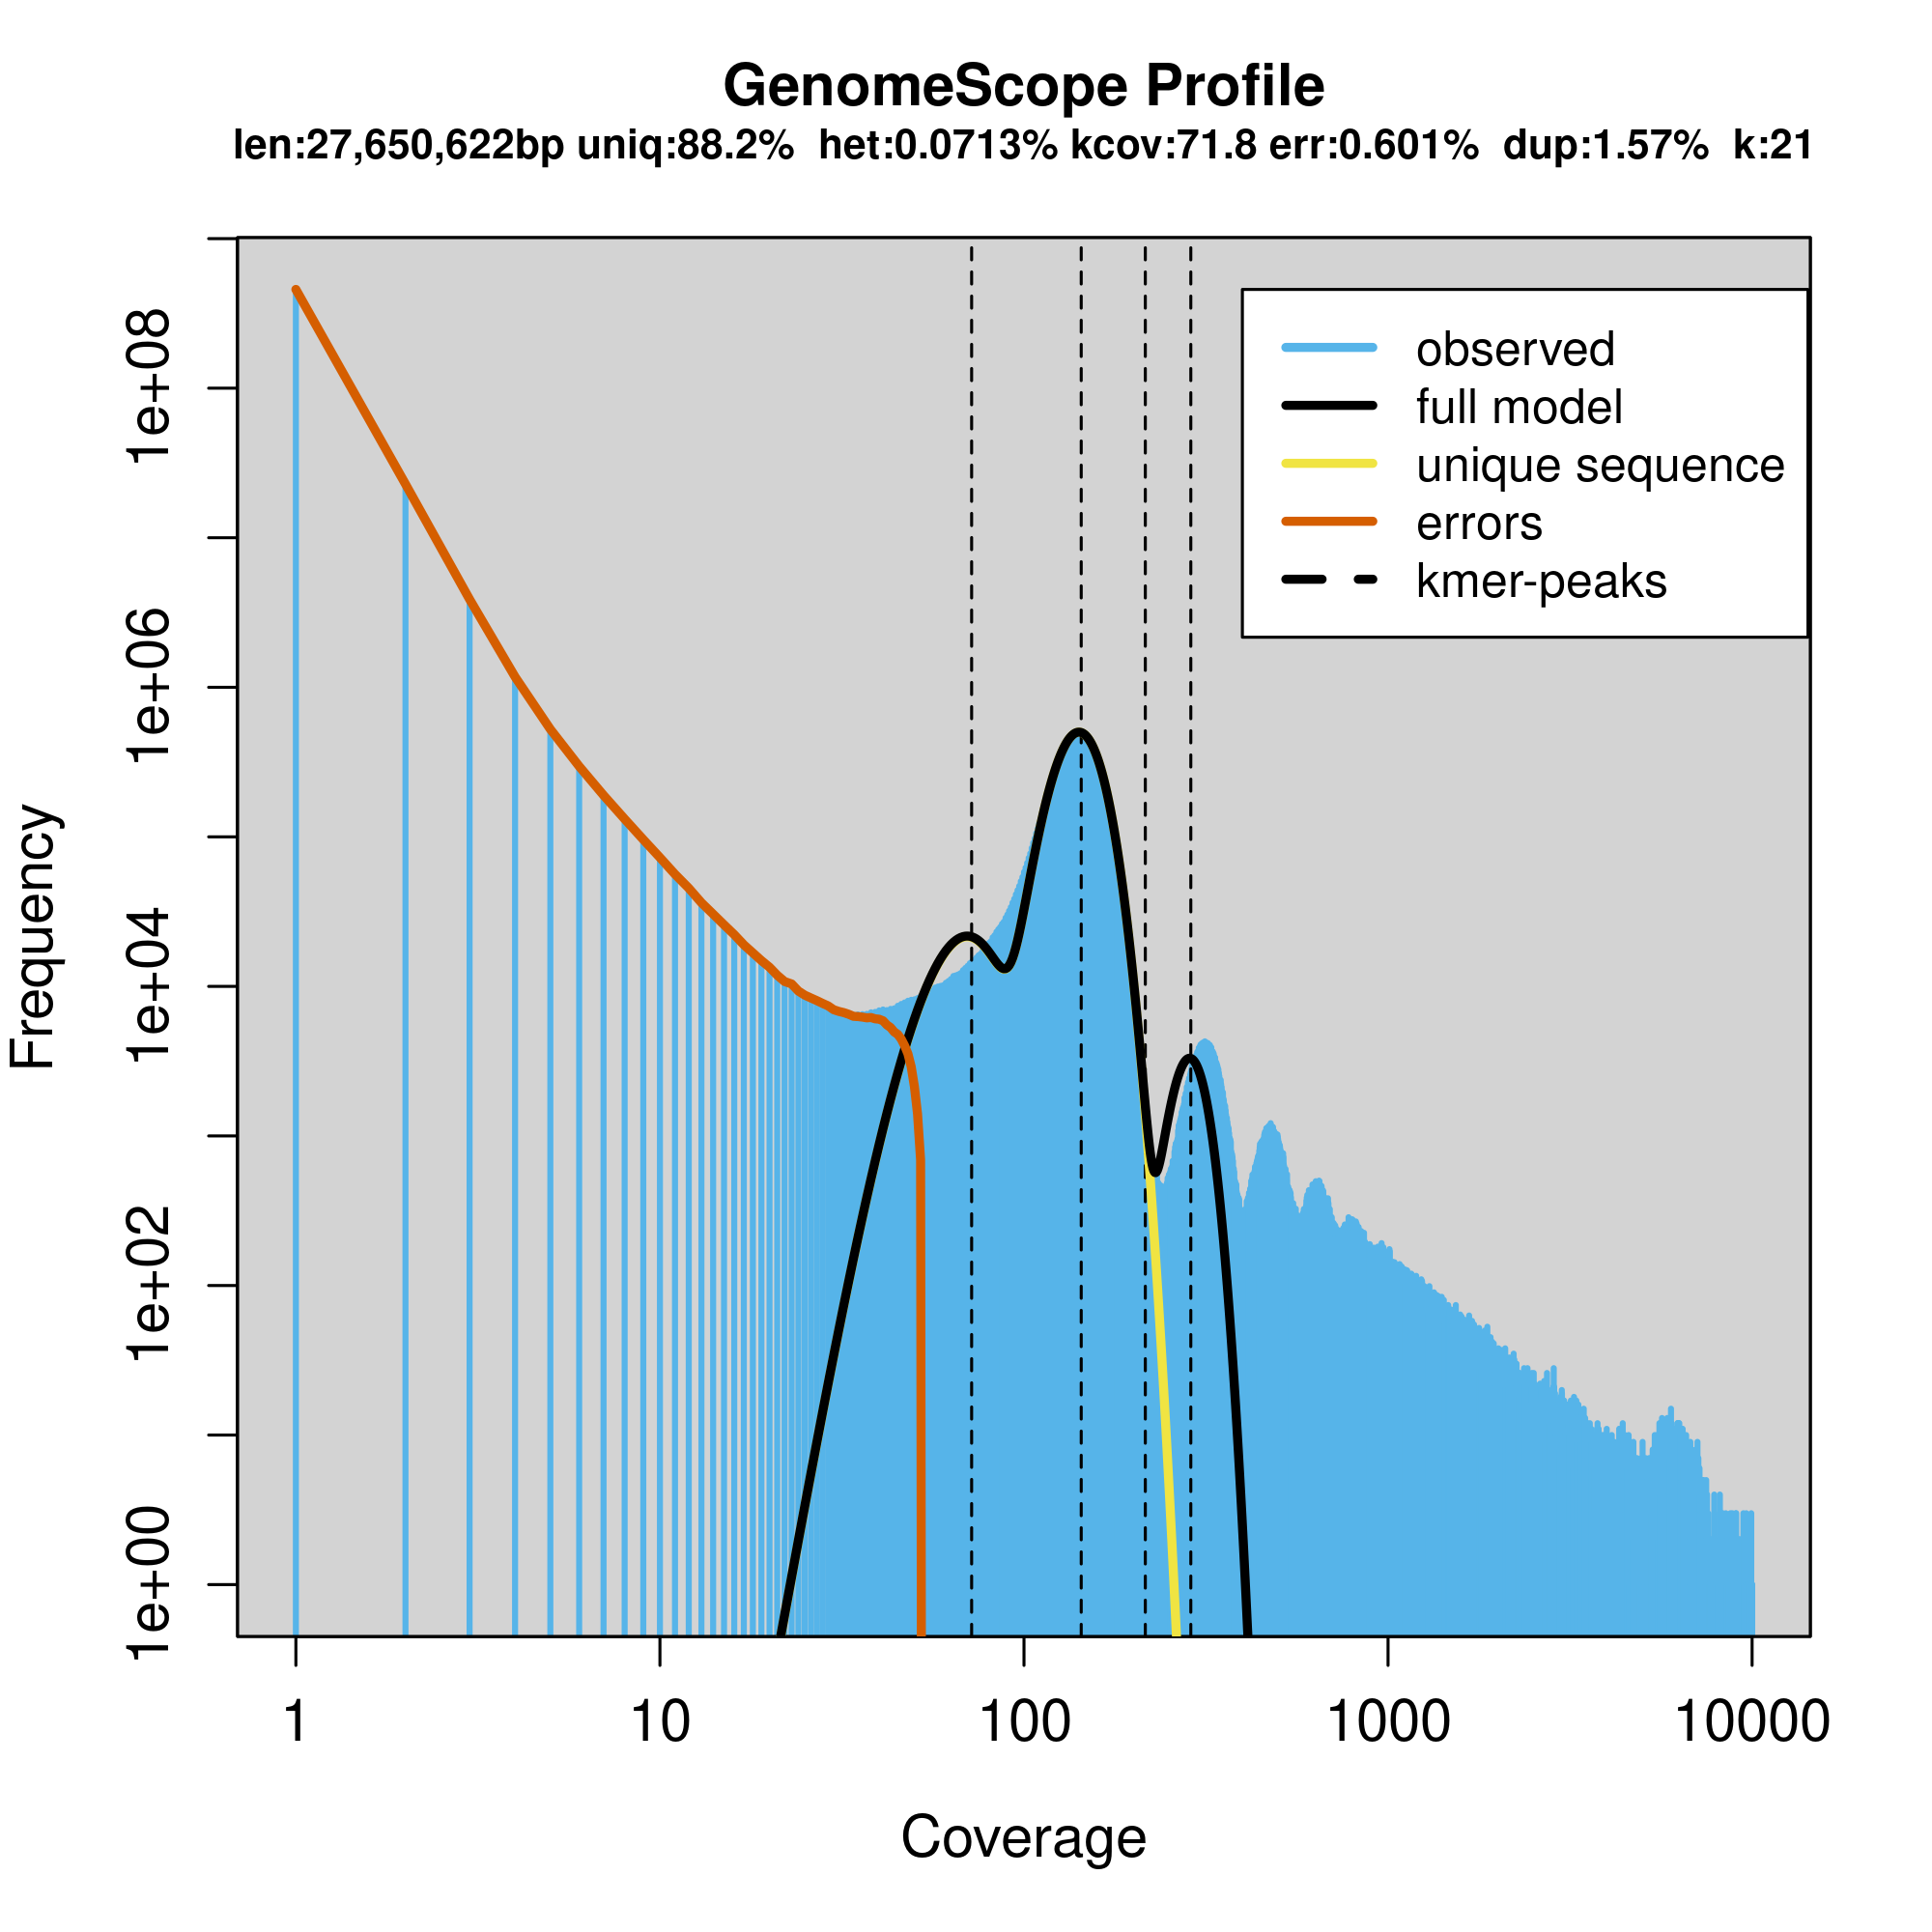 GenomeScope Profile
len:27,650,622bp uniq:88.2% het:0.0713% kcov:71.8 err:0.601% dup:1.57% k:21
observed
full model
unique sequence
errors
kmer-peaks
Frequency
1e+08
1e+06
1e+04
1e+02
1e+00
1 10 100 1000 10000
Coverage